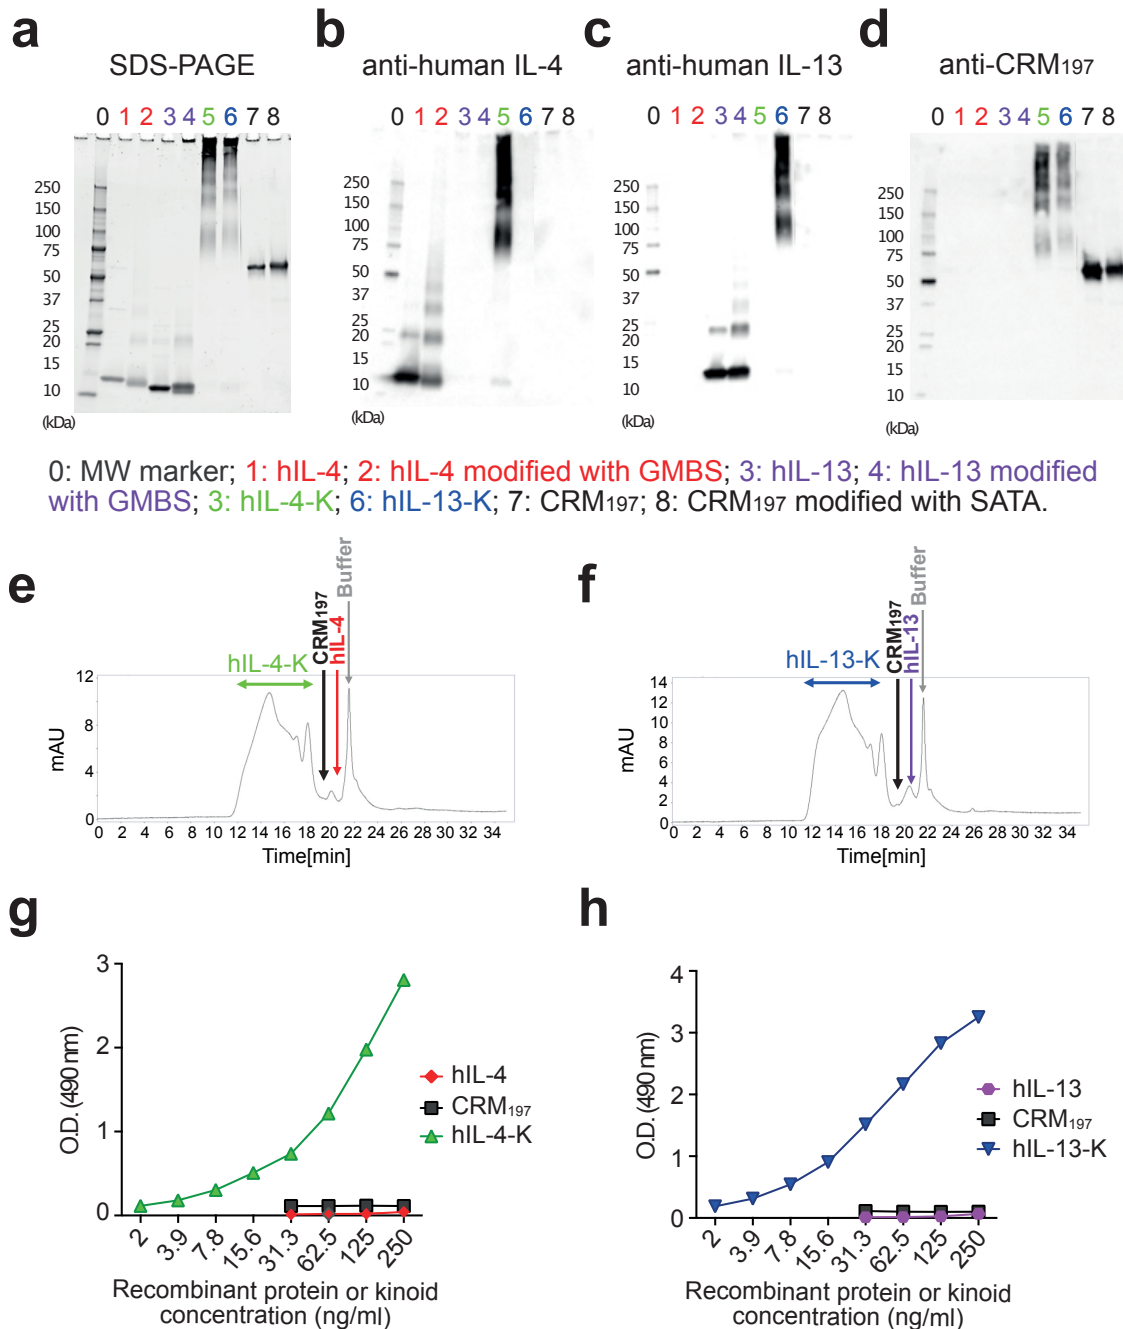 a
b
c
d
SDS-PAGE
anti-human IL-4
anti-human IL-13
anti-CRM197
0 1 2 3 4 5 6 7 8
0 1 2 3 4 5 6 7 8
0 1 2 3 4 5 6 7 8
0 1 2 3 4 5 6 7 8
250
150
100
75
50
37
25
20
15
10
(kDa)
250
150
100
75
50
37
25
20
15
10
(kDa)
250
150
100
75
50
37
25
20
15
10
(kDa)
250
150
100
75
50
37
25
20
15
10
(kDa)
0: MW marker; 1: hIL-4; 2: hIL-4 modified with GMBS; 3: hIL-13; 4: hIL-13 modified
with GMBS; 3: hIL-4-K; 6: hIL-13-K; 7: CRM197; 8: CRM197 modified with SATA.
e
hIL-4-K
CRM197
hIL-4
Buffer
12
8
4
0
mAU
0 2 4 6 8 10 12 14 16 18 20 22 24 26 28 30 32 34
Time[min]
f
hIL-13-K
CRM197
hIL-13
Buffer
14
12
10
8
6
4
2
0
mAU
0 2 4 6 8 10 12 14 16 18 20 22 24 26 28 30 32 34
Time[min]
g
3
2
1
0
O.D. (490 nm)
hIL-4
CRM197
hIL-4-K
2 3.9 7.8 15.6 31.3 62.5 125 250
Recombinant protein or kinoid
concentration (ng/ml)
h
4
3
2
1
0
O.D. (490 nm)
hIL-13
CRM197
hIL-13-K
2 3.9 7.8 15.6 31.3 62.5 125 250
Recombinant protein or kinoid
concentration (ng/ml)